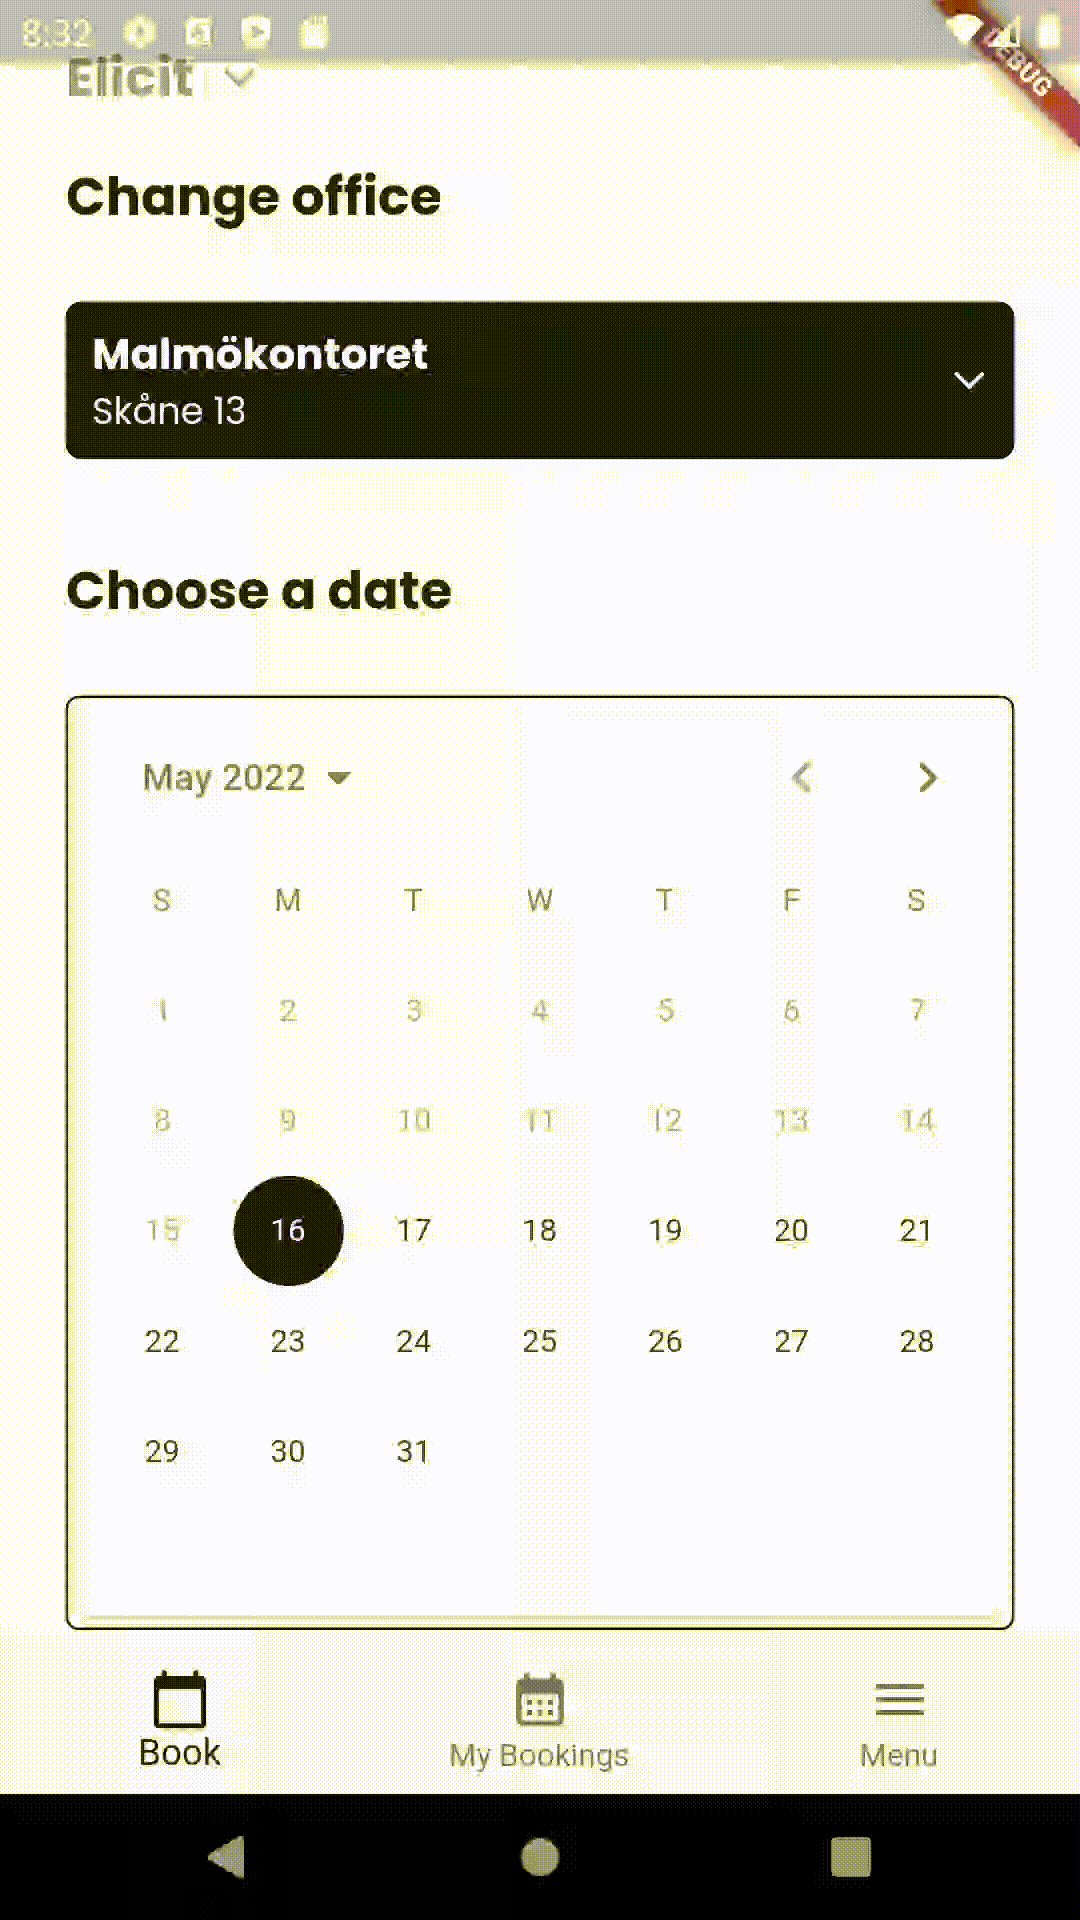 8:32
DEBUG
Elicit
Change office
Malmökontoret
Skåne 13
Choose a date
May 2022
S M T W T F S
1 2 3 4 5 6 7
8 9 10 11 12 13 14
15 16 17 18 19 20 21
22 23 24 25 26 27 28
29 30 31
Book My Bookings Menu